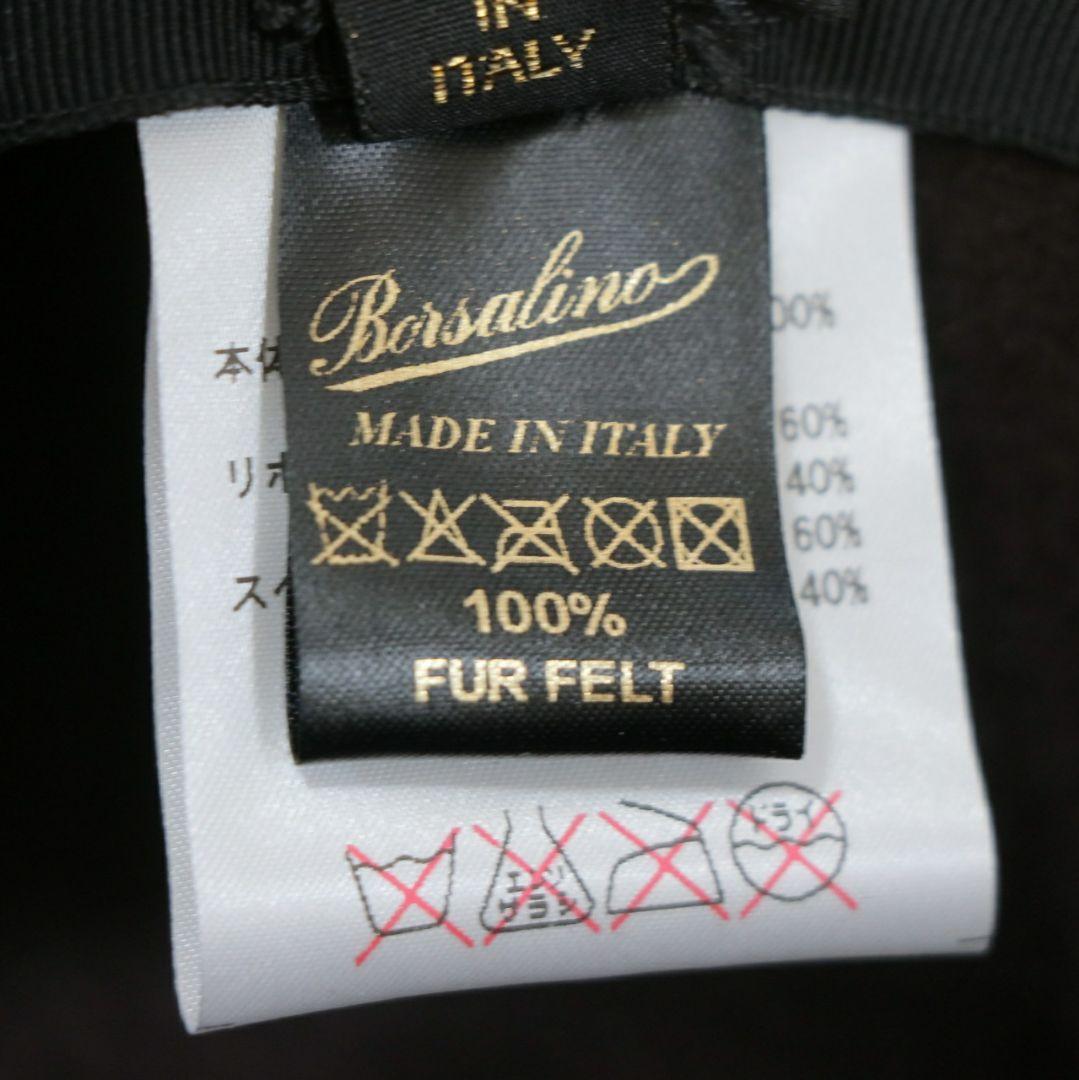 IN
ITALY
Borsalino
MADE IN ITALY
100%
FUR FELT
本体
00%
60%
リボ
40%
60%
スイ
40%
エンソ
サラシ
ドライ